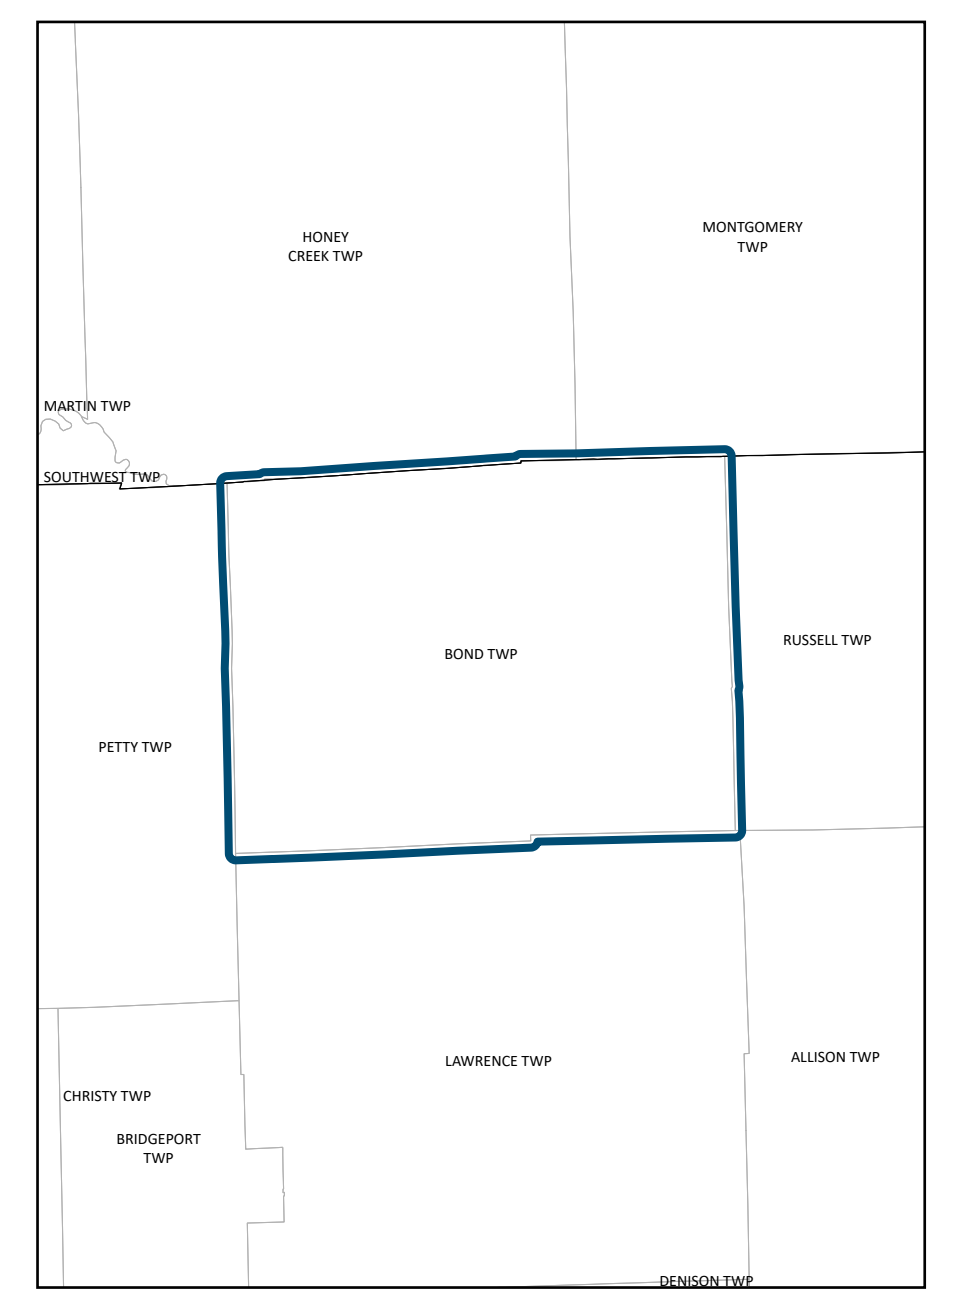 MONTGOMERY
TWP
HONEY
CREEK TWP
MARTIN TWP
SOUTHWEST TWP
RUSSELL TWP
BOND TWP
PETTY TWP
ALLISON TWP
LAWRENCE TWP
CHRISTY TWP
BRIDGEPORT
TWP
DENISON TWP